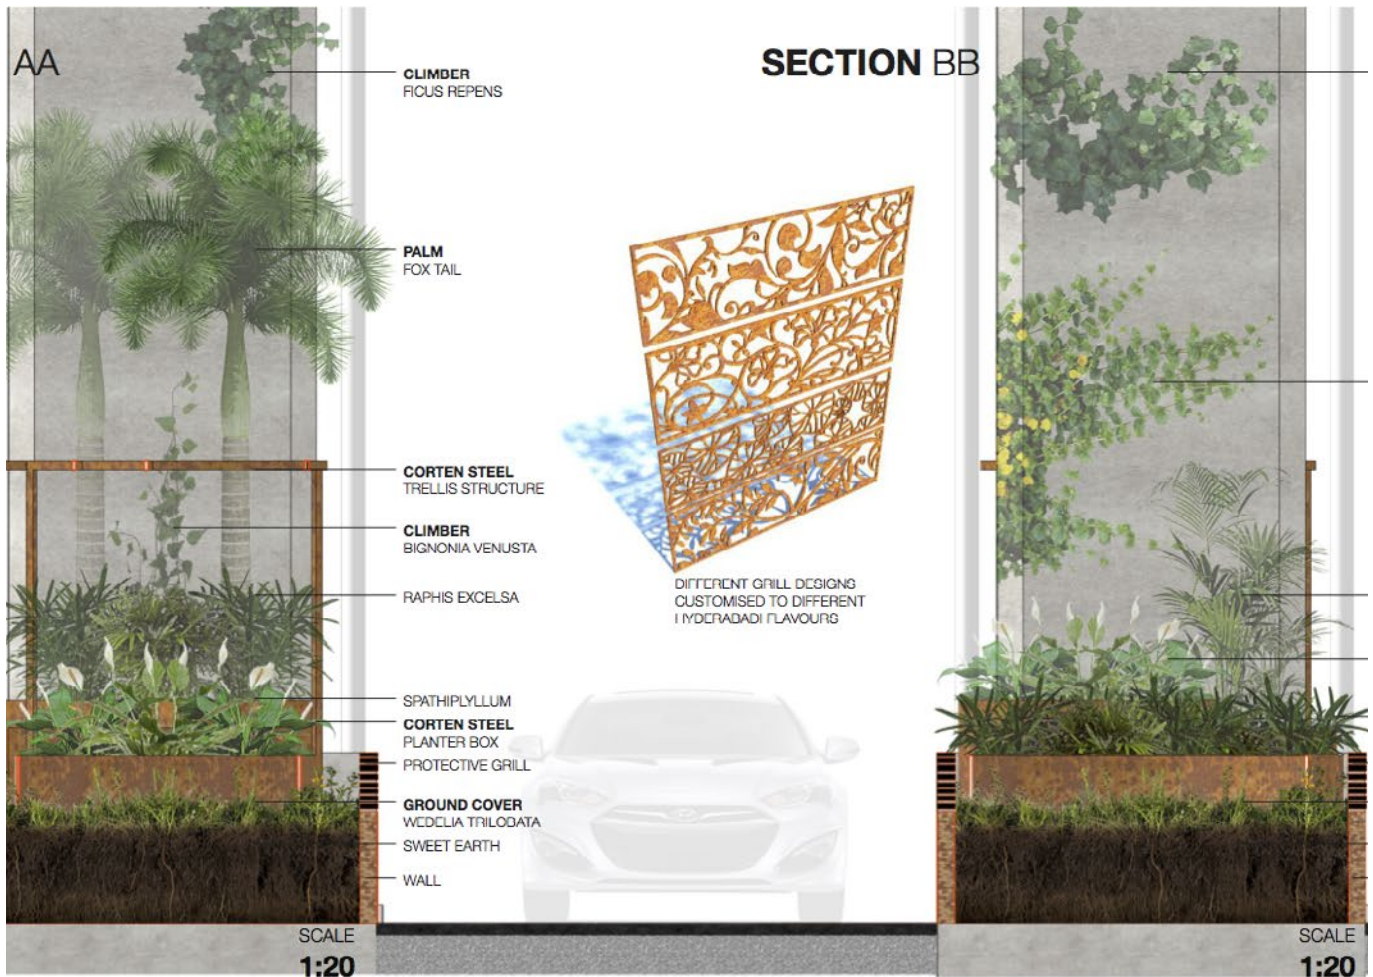 AA
SECTION BB
CLIMBER
FICUS REPENS
PALM
FOX TAIL
CORTEN STEEL
TRELLIS STRUCTURE
CLIMBER
BIGNONIA VENUSTA
RAPHIS EXCELSA
SPATHIPLYLLUM
CORTEN STEEL
PLANTER BOX
PROTECTIVE GRILL
GROUND COVER
WEDELIA TRILOBATA
SWEET EARTH
WALL
DIFFERENT GRILL DESIGNS
CUSTOMISED TO DIFFERENT
HYDERABADI FLAVOURS
SCALE
1:20
SCALE
1:20